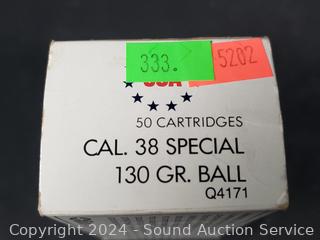 333.
5202
USA
50 CARTRIDGES
CAL. 38 SPECIAL
130 GR. BALL
Q4171
Copyright 2024 - Sound Auction Service